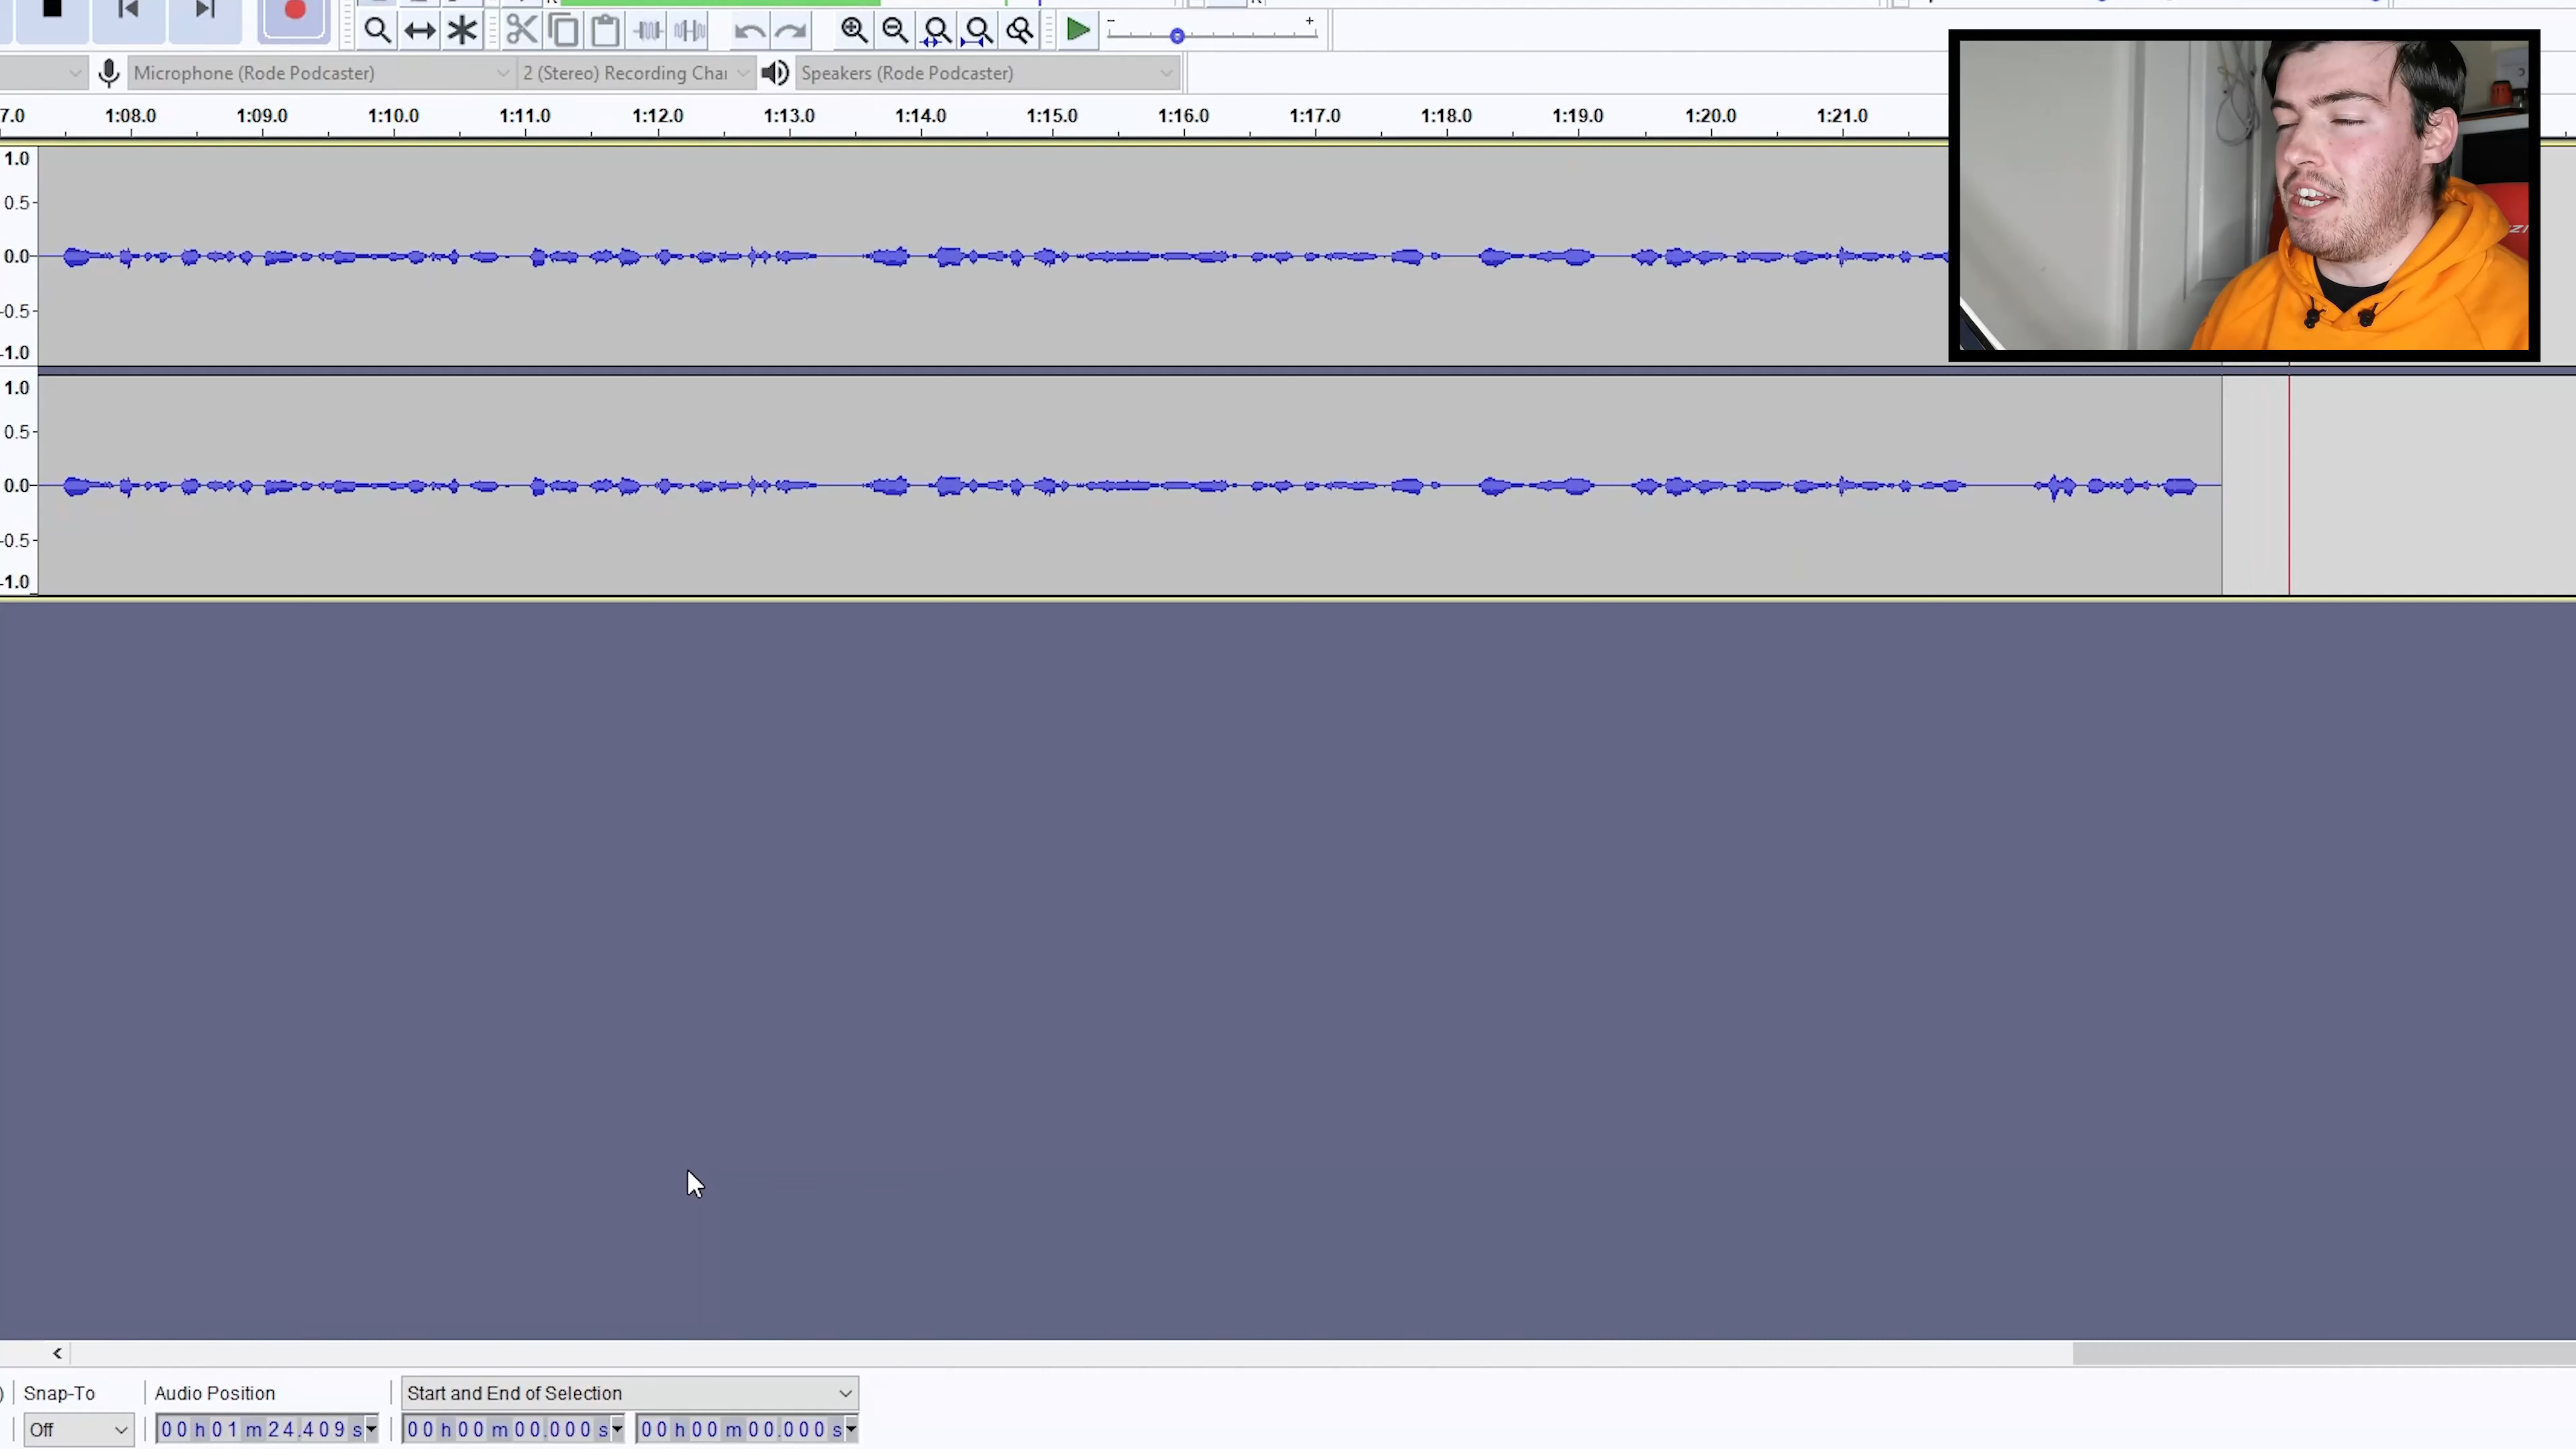 - +
Microphone (Rode Podcaster) 2 (Stereo) Recording Chai Speakers (Rode Podcaster)
7.0 1:08.0 1:09.0 1:10.0 1:11.0 1:12.0 1:13.0 1:14.0 1:15.0 1:16.0 1:17.0 1:18.0 1:19.0 1:20.0 1:21.0
1.0
0.5-
0.0-
-0.5-
-1.0
1.0
0.5-
0.0-
-0.5-
-1.0
) Snap-To Audio Position Start and End of Selection
Off 00 h 01 m 24.409 s 00 h 00 m 00.000 s 00 h 00 m 00.000 s